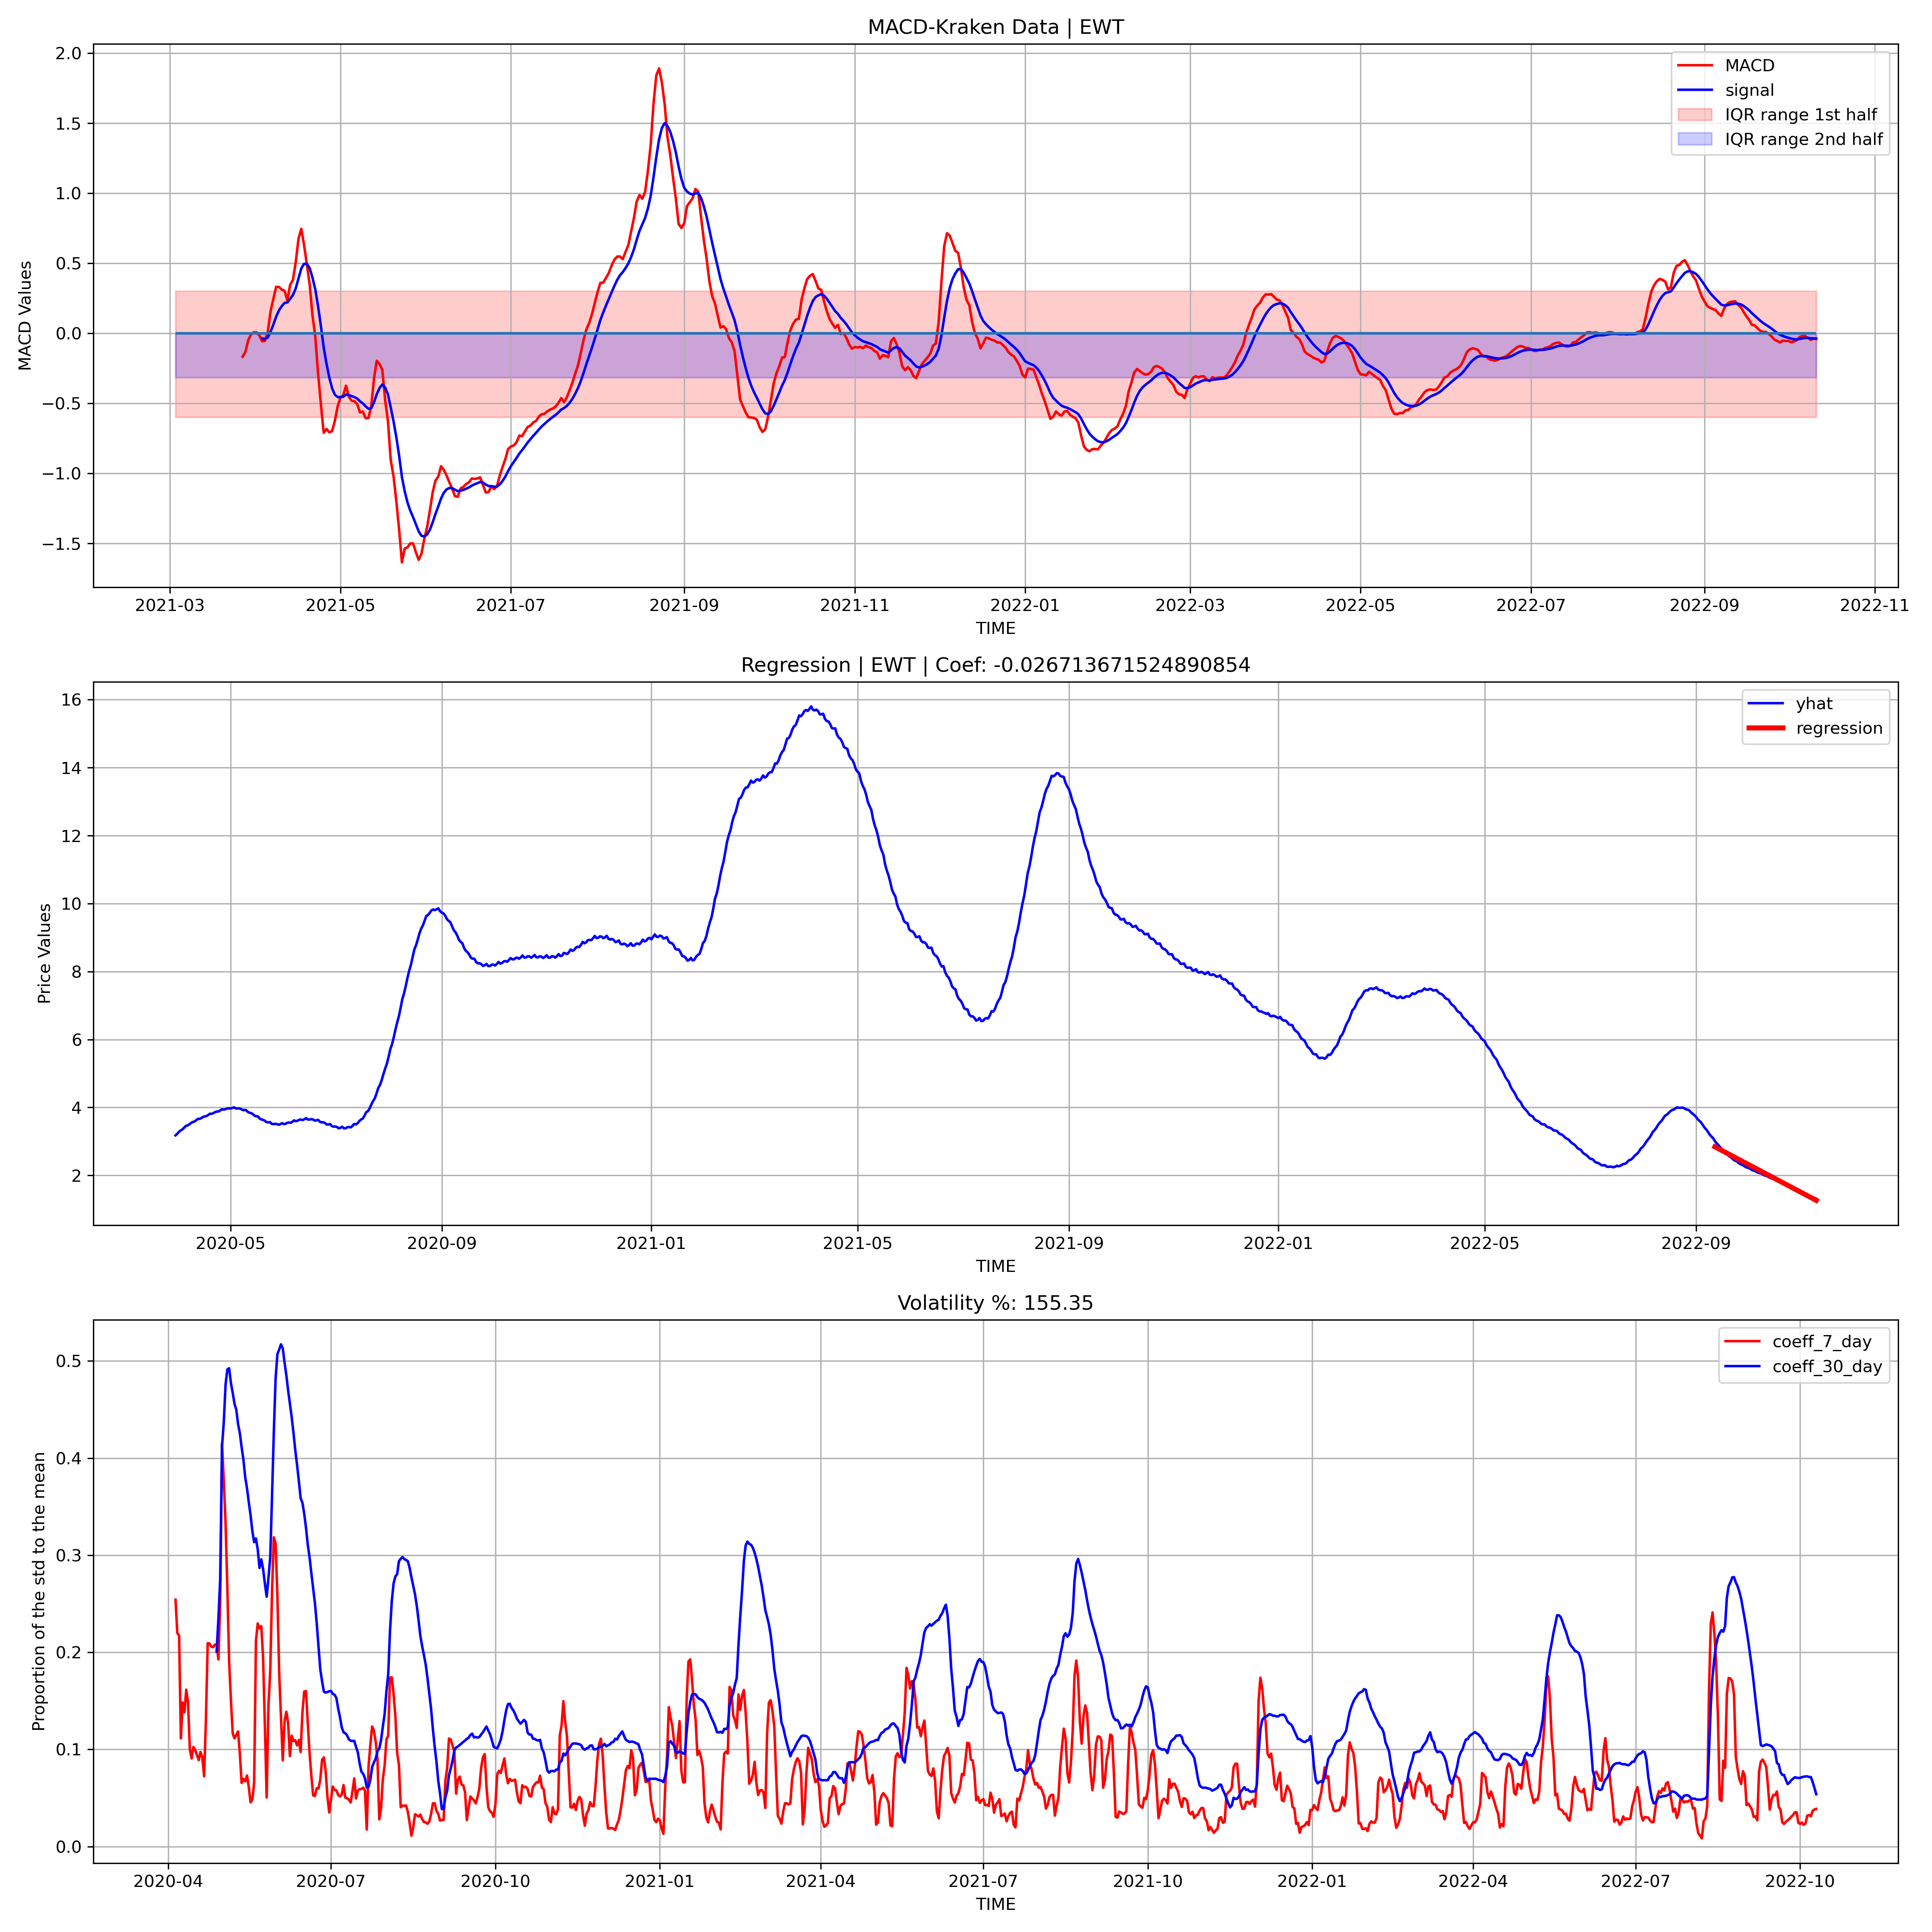 MACD-Kraken Data | EWT
MACD Values
2.0
1.5
1.0
0.5
0.0
−0.5
−1.0
−1.5
MACD
signal
IQR range 1st half
IQR range 2nd half
2021-03 2021-05 2021-07 2021-09 2021-11 2022-01 2022-03 2022-05 2022-07 2022-09 2022-11
TIME
Regression | EWT | Coef: -0.026713671524890854
Price Values
16
14
12
10
8
6
4
2
yhat
regression
2020-05 2020-09 2021-01 2021-05 2021-09 2022-01 2022-05 2022-09
TIME
Volatility %: 155.35
Proportion of the std to the mean
0.5
0.4
0.3
0.2
0.1
0.0
coeff_7_day
coeff_30_day
2020-04 2020-07 2020-10 2021-01 2021-04 2021-07 2021-10 2022-01 2022-04 2022-07 2022-10
TIME